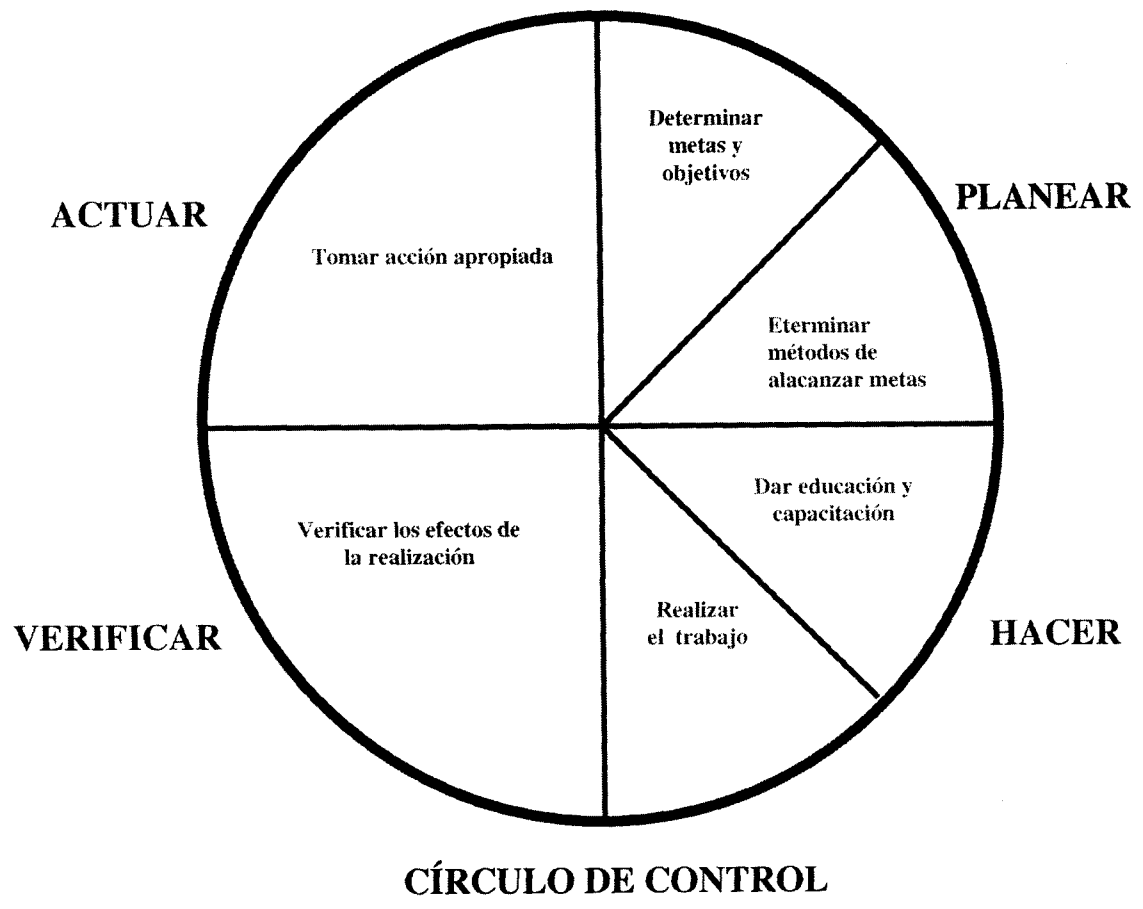 Determinar
metas y
objetivos
PLANEAR
ACTUAR
Tomar acción apropiada
Eterminar
métodos de
alacanzar metas
Dar educación y
capacitación
Verificar los efectos de
la realización
Realizar
el trabajo
VERIFICAR
HACER
CÍRCULO DE CONTROL